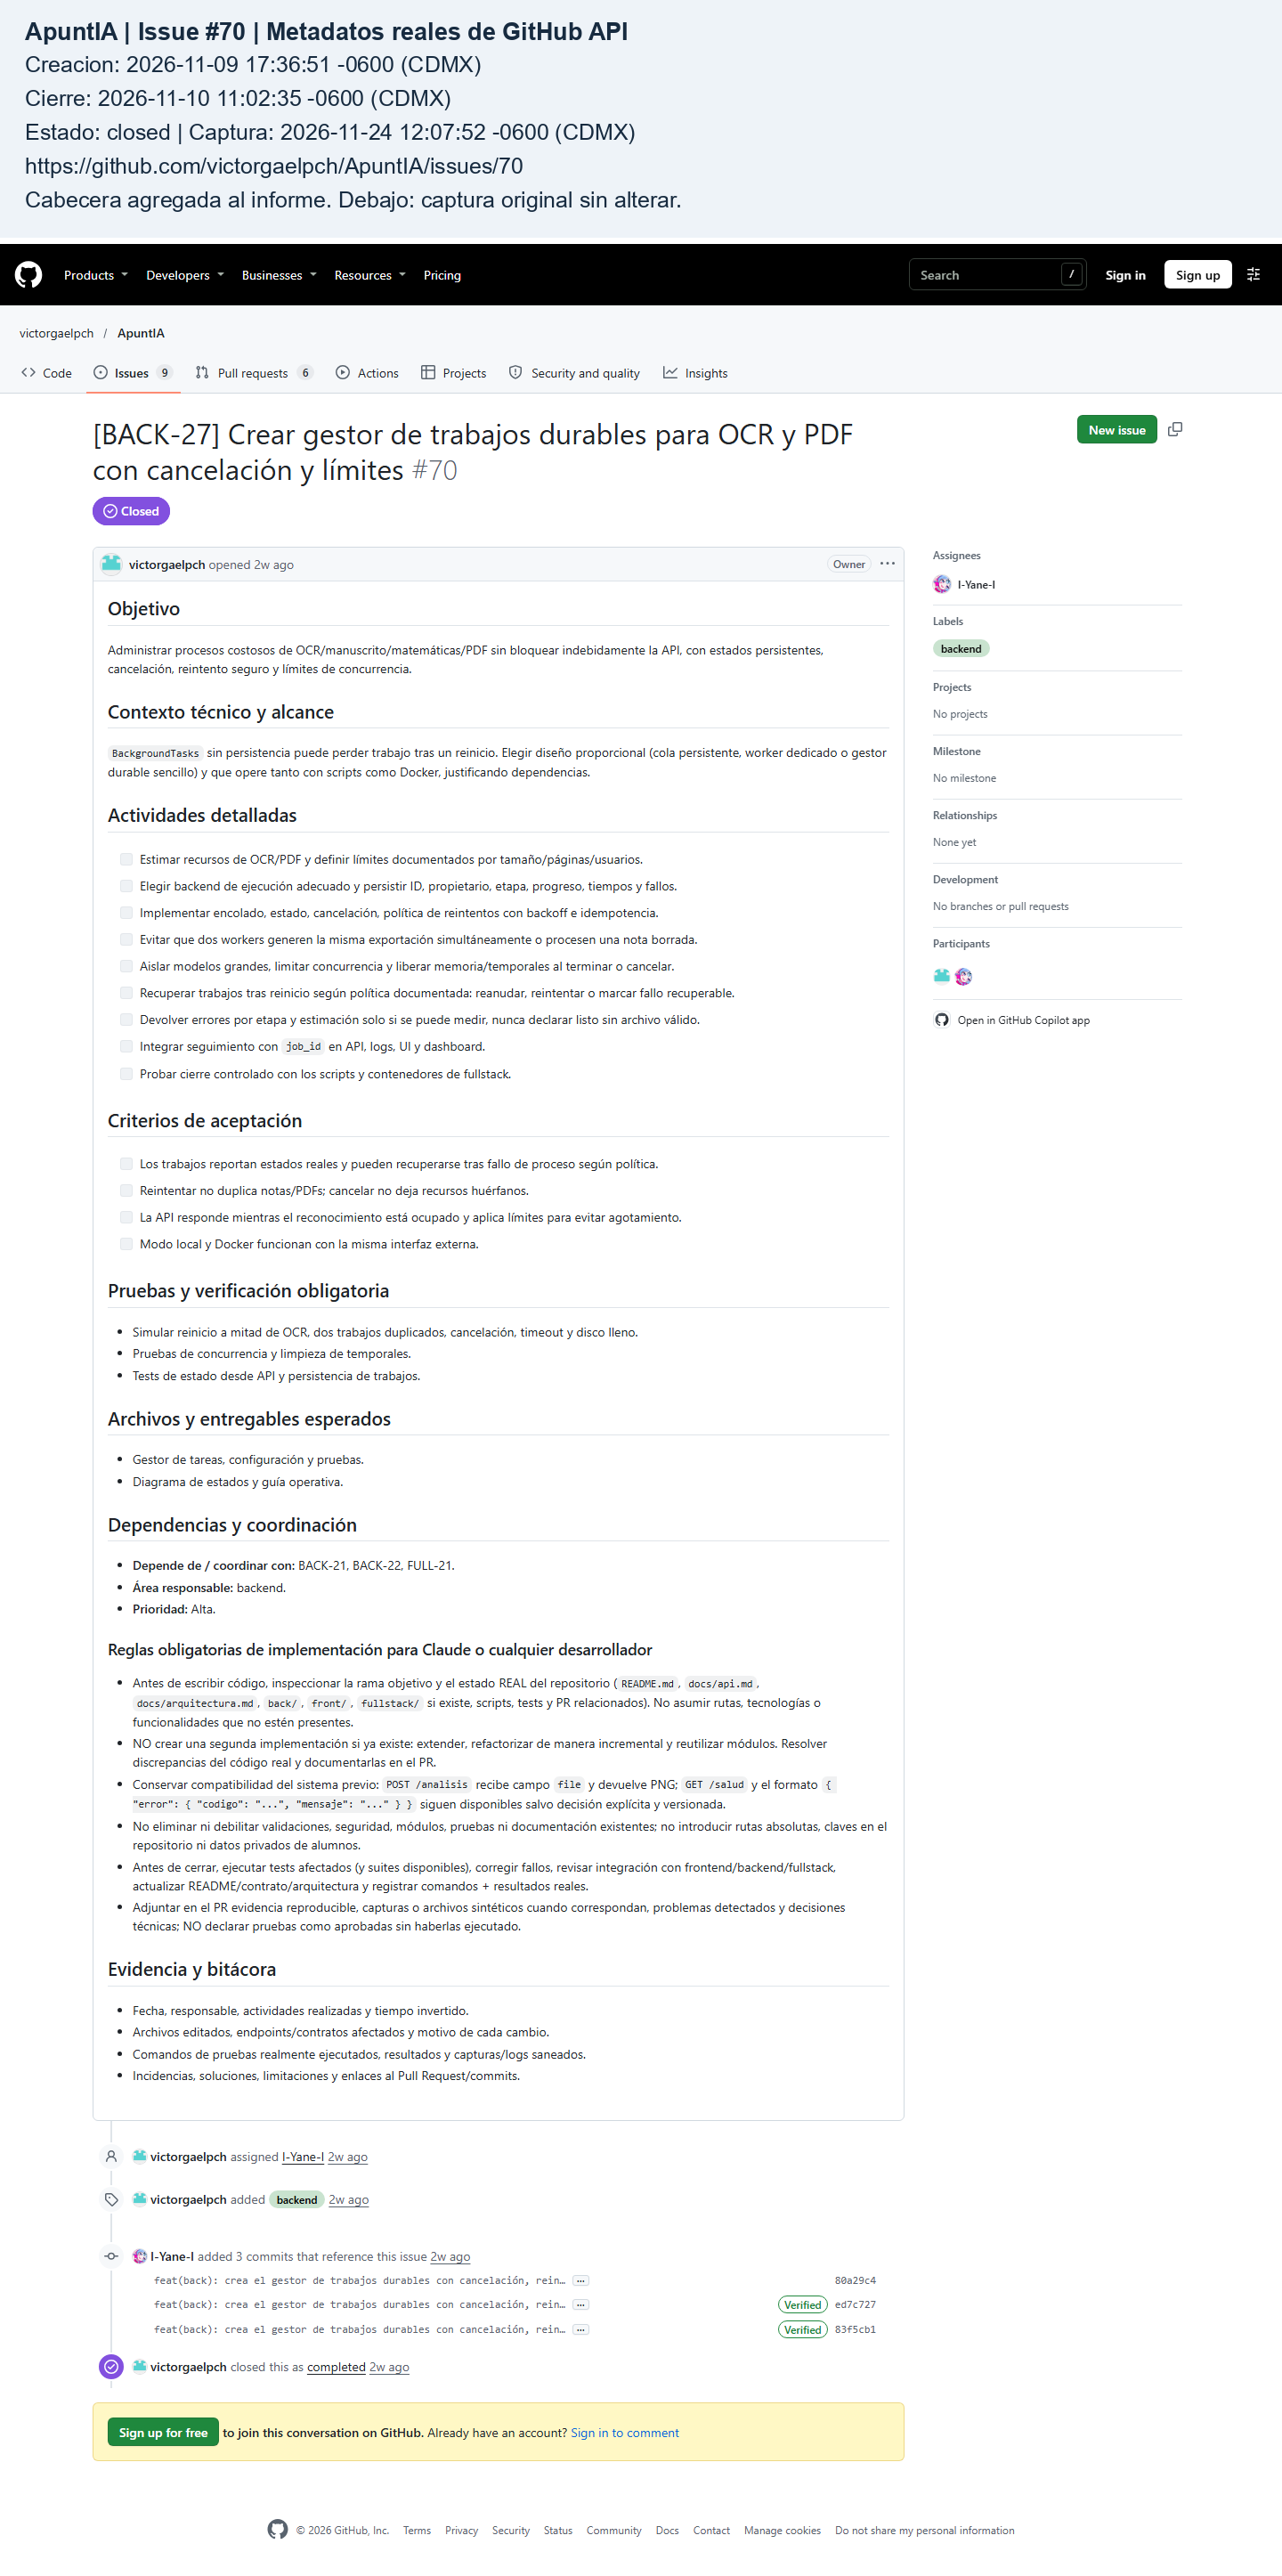 ApuntIA | Issue #70 | Metadatos reales de GitHub API
Creacion: 2026-11-09 17:36:51 -0600 (CDMX)
Cierre: 2026-11-10 11:02:35 -0600 (CDMX)
Estado: closed | Captura: 2026-11-24 12:07:52 -0600 (CDMX)
https://github.com/victorgaelpch/ApuntIA/issues/70
Cabecera agregada al informe. Debajo: captura original sin alterar.
Products Developers Businesses Resources Pricing Search / Sign in Sign up
victorgaelpch / ApuntIA
Code Issues 9 Pull requests 6 Actions Projects Security and quality Insights
[BACK-27] Crear gestor de trabajos durables para OCR y PDF
con cancelación y límites #70
New issue
Closed
victorgaelpch opened 2w ago Owner ...
Objetivo
Administrar procesos costosos de OCR/manuscrito/matemáticas/PDF sin bloquear indebidamente la API, con estados persistentes,
cancelación, reintento seguro y límites de concurrencia.
Contexto técnico y alcance
BackgroundTasks sin persistencia puede perder trabajo tras un reinicio. Elegir diseño proporcional (cola persistente, worker dedicado o gestor
durable sencillo) y que opere tanto con scripts como Docker, justificando dependencias.
Actividades detalladas
Estimar recursos de OCR/PDF y definir límites documentados por tamaño/páginas/usuarios.
Elegir backend de ejecución adecuado y persistir ID, propietario, etapa, progreso, tiempos y fallos.
Implementar encolado, estado, cancelación, política de reintentos con backoff e idempotencia.
Evitar que dos workers generen la misma exportación simultáneamente o procesen una nota borrada.
Aislar modelos grandes, limitar concurrencia y liberar memoria/temporales al terminar o cancelar.
Recuperar trabajos tras reinicio según política documentada: reanudar, reintentar o marcar fallo recuperable.
Devolver errores por etapa y estimación solo si se puede medir, nunca declarar listo sin archivo válido.
Integrar seguimiento con job_id en API, logs, UI y dashboard.
Probar cierre controlado con los scripts y contenedores de fullstack.
Criterios de aceptación
Los trabajos reportan estados reales y pueden recuperarse tras fallo de proceso según política.
Reintentar no duplica notas/PDFs; cancelar no deja recursos huérfanos.
La API responde mientras el reconocimiento está ocupado y aplica límites para evitar agotamiento.
Modo local y Docker funcionan con la misma interfaz externa.
Pruebas y verificación obligatoria
Simular reinicio a mitad de OCR, dos trabajos duplicados, cancelación, timeout y disco lleno.
Pruebas de concurrencia y limpieza de temporales.
Tests de estado desde API y persistencia de trabajos.
Archivos y entregables esperados
Gestor de tareas, configuración y pruebas.
Diagrama de estados y guía operativa.
Dependencias y coordinación
Depende de / coordinar con: BACK-21, BACK-22, FULL-21.
Área responsable: backend.
Prioridad: Alta.
Reglas obligatorias de implementación para Claude o cualquier desarrollador
Antes de escribir código, inspeccionar la rama objetivo y el estado REAL del repositorio ( README.md , docs/api.md ,
docs/arquitectura.md , back/ , front/ , fullstack/ si existe, scripts, tests y PR relacionados). No asumir rutas, tecnologías o
funcionalidades que no estén presentes.
NO crear una segunda implementación si ya existe: extender, refactorizar de manera incremental y reutilizar módulos. Resolver
discrepancias del código real y documentarlas en el PR.
Conservar compatibilidad del sistema previo: POST /analisis recibe campo file y devuelve PNG; GET /salud y el formato {
"error": { "codigo": "...", "mensaje": "..." } } siguen disponibles salvo decisión explícita y versionada.
No eliminar ni debilitar validaciones, seguridad, módulos, pruebas ni documentación existentes; no introducir rutas absolutas, claves en el
repositorio ni datos privados de alumnos.
Antes de cerrar, ejecutar tests afectados (y suites disponibles), corregir fallos, revisar integración con frontend/backend/fullstack,
actualizar README/contrato/arquitectura y registrar comandos + resultados reales.
Adjuntar en el PR evidencia reproducible, capturas o archivos sintéticos cuando correspondan, problemas detectados y decisiones
técnicas; NO declarar pruebas como aprobadas sin haberlas ejecutado.
Evidencia y bitácora
Fecha, responsable, actividades realizadas y tiempo invertido.
Archivos editados, endpoints/contratos afectados y motivo de cada cambio.
Comandos de pruebas realmente ejecutados, resultados y capturas/logs saneados.
Incidencias, soluciones, limitaciones y enlaces al Pull Request/commits.
Assignees
I-Yane-I
Labels
backend
Projects
No projects
Milestone
No milestone
Relationships
None yet
Development
No branches or pull requests
Participants
Open in GitHub Copilot app
victorgaelpch assigned I-Yane-I 2w ago
victorgaelpch added backend 2w ago
I-Yane-I added 3 commits that reference this issue 2w ago
feat(back): crea el gestor de trabajos durables con cancelación, rein… ... 80a29c4
feat(back): crea el gestor de trabajos durables con cancelación, rein… ... Verified ed7c727
feat(back): crea el gestor de trabajos durables con cancelación, rein… ... Verified 83f5cb1
victorgaelpch closed this as completed 2w ago
Sign up for free to join this conversation on GitHub. Already have an account? Sign in to comment
© 2026 GitHub, Inc. Terms Privacy Security Status Community Docs Contact Manage cookies Do not share my personal information